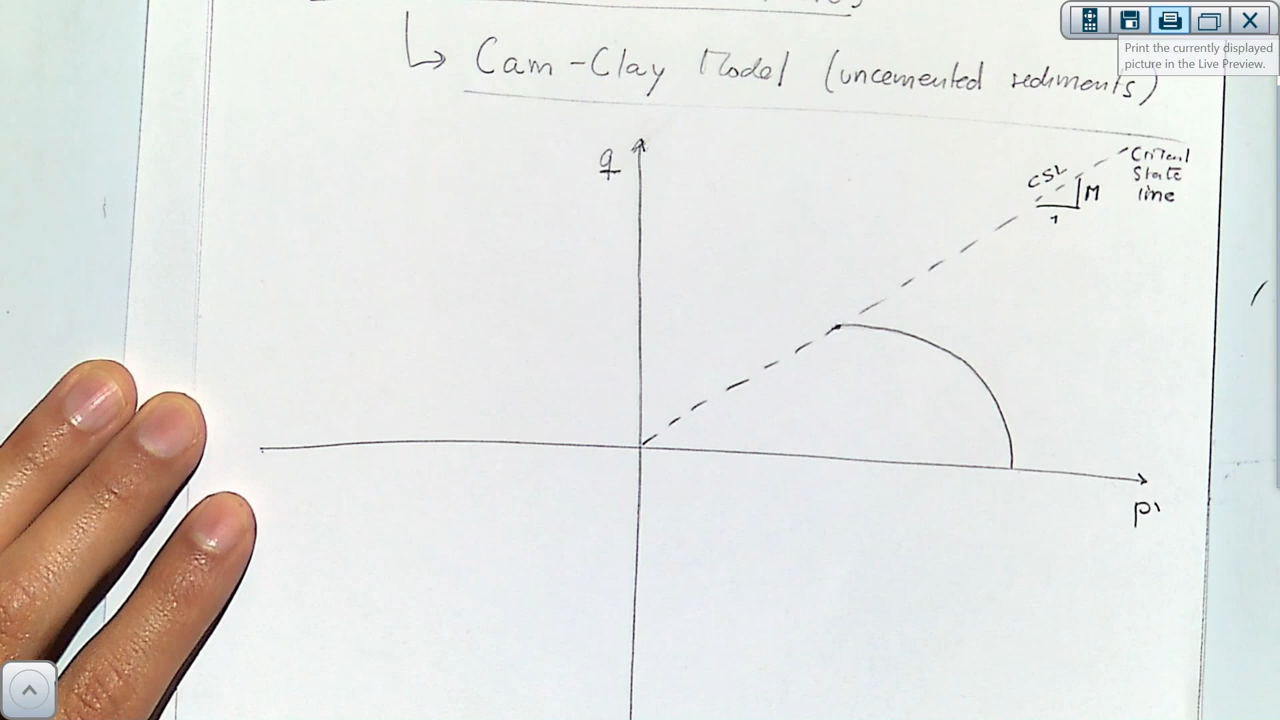 ↳ Cam-Clay Model (uncemented sediments)
q
CSL
M
1
Critical
State
line
p'
Print the currently displayed
picture in the Live Preview.